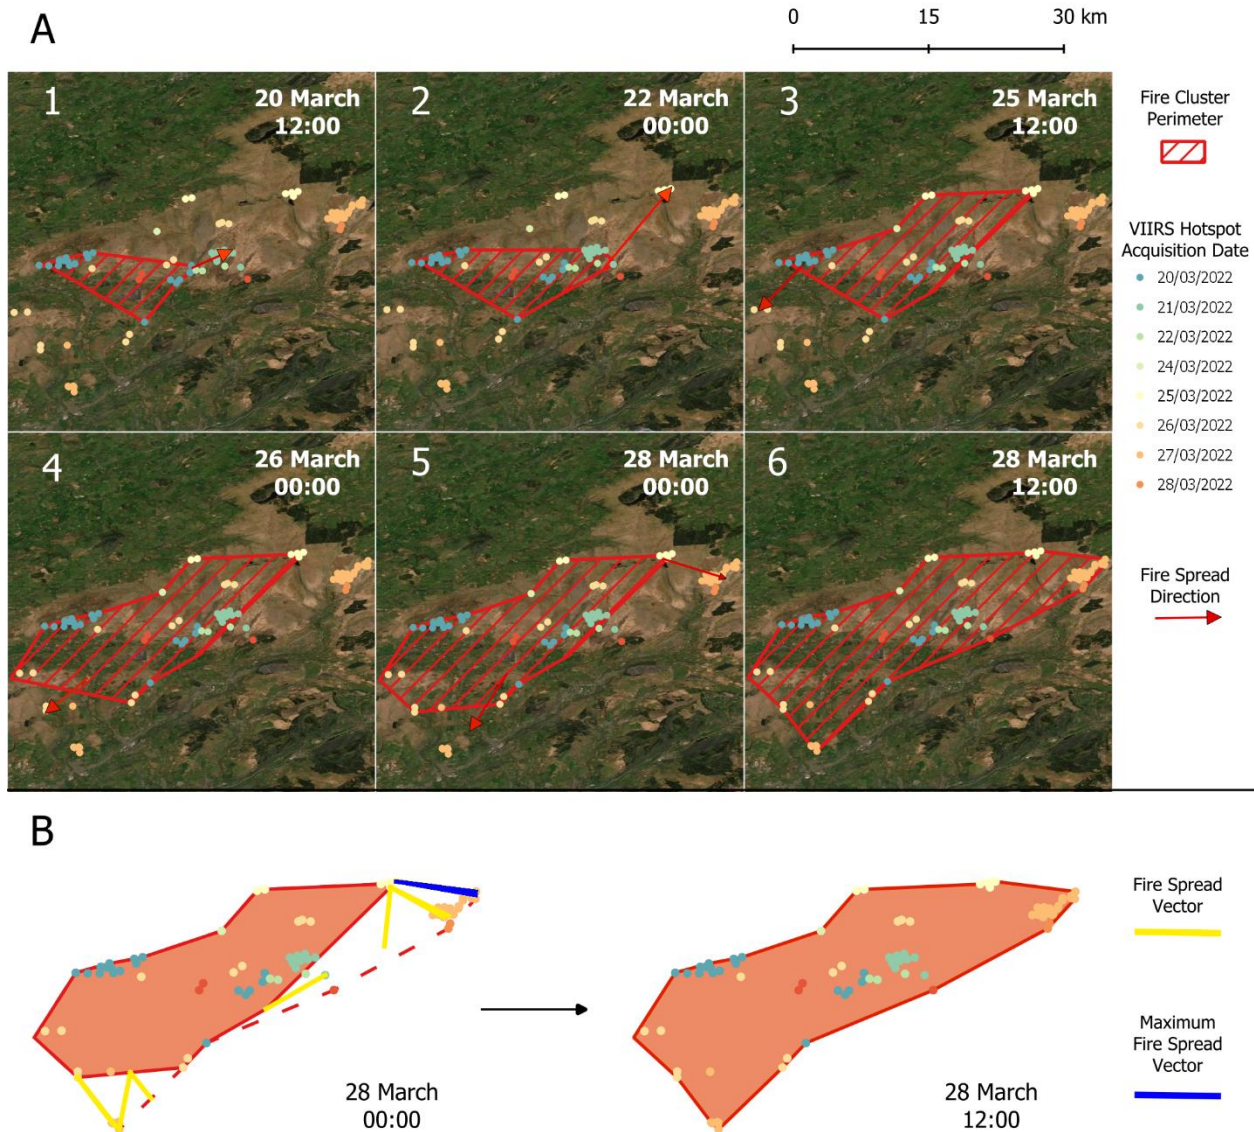 A
0 15 30 km
1
20 March
12:00
2
22 March
00:00
3
25 March
12:00
4
26 March
00:00
5
28 March
00:00
6
28 March
12:00
Fire Cluster
Perimeter
VIIRS Hotspot
Acquisition Date
20/03/2022
21/03/2022
22/03/2022
24/03/2022
25/03/2022
26/03/2022
27/03/2022
28/03/2022
Fire Spread
Direction
B
28 March
00:00
28 March
12:00
Fire Spread
Vector
Maximum
Fire Spread
Vector